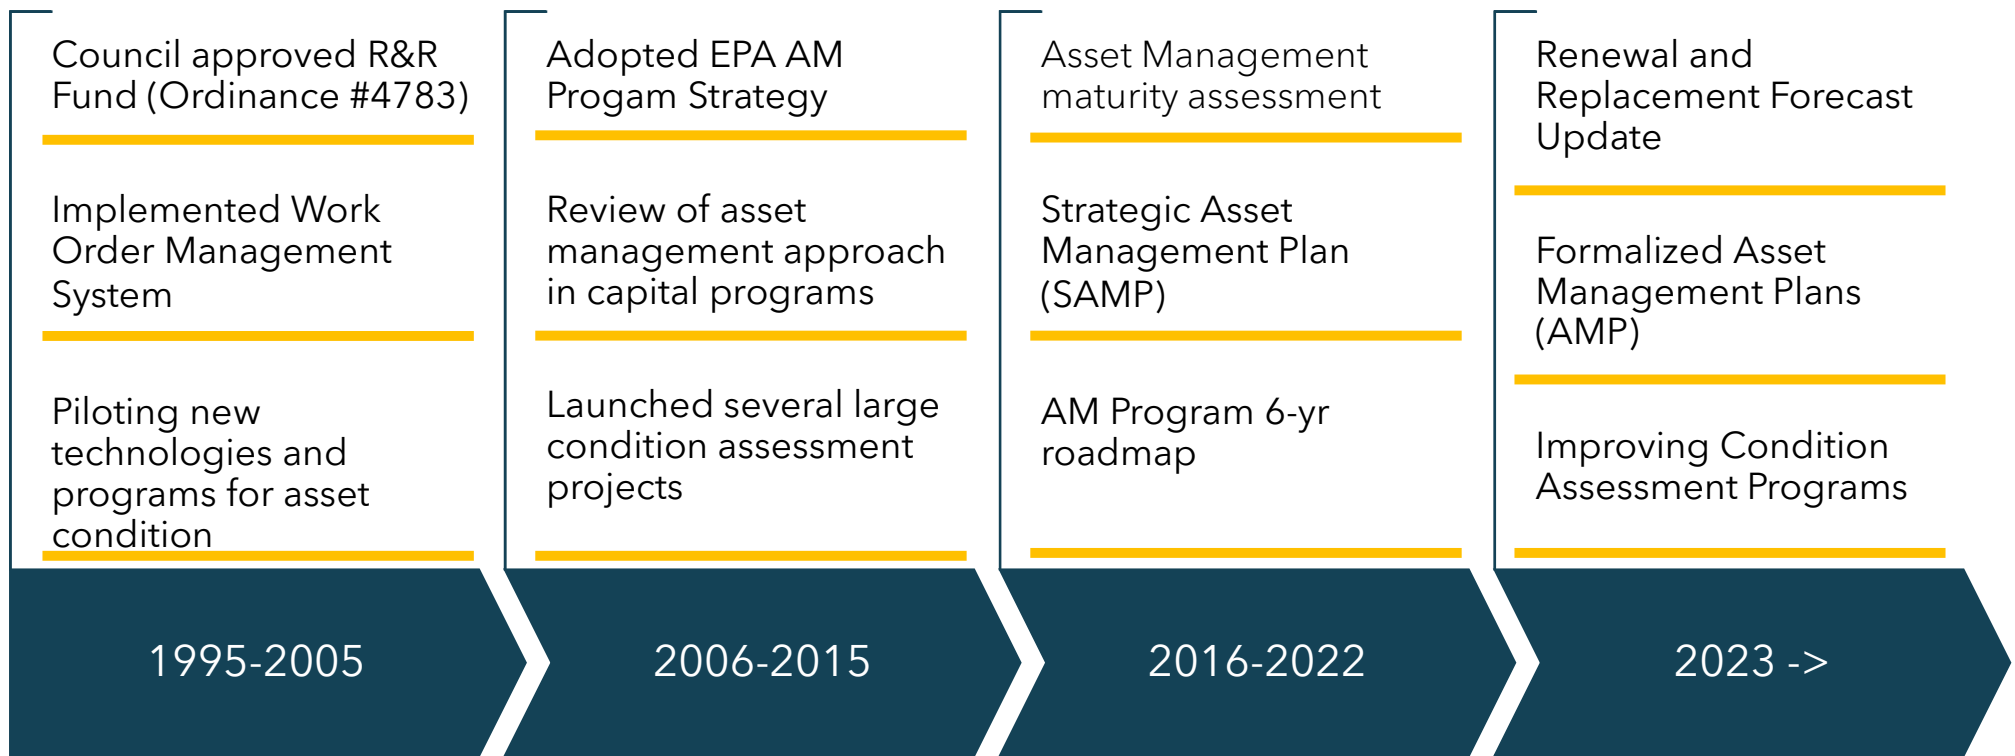 Council approved R&R
Fund (Ordinance #4783)
Implemented Work
Order Management
System
Piloting new
technologies and
programs for asset
condition
1995-2005
Adopted EPA AM
Progam Strategy
Review of asset
management approach
in capital programs
Launched several large
condition assessment
projects
2006-2015
Asset Management
maturity assessment
Strategic Asset
Management Plan
(SAMP)
AM Program 6-yr
roadmap
2016-2022
Renewal and
Replacement Forecast
Update
Formalized Asset
Management Plans
(AMP)
Improving Condition
Assessment Programs
2023 ->